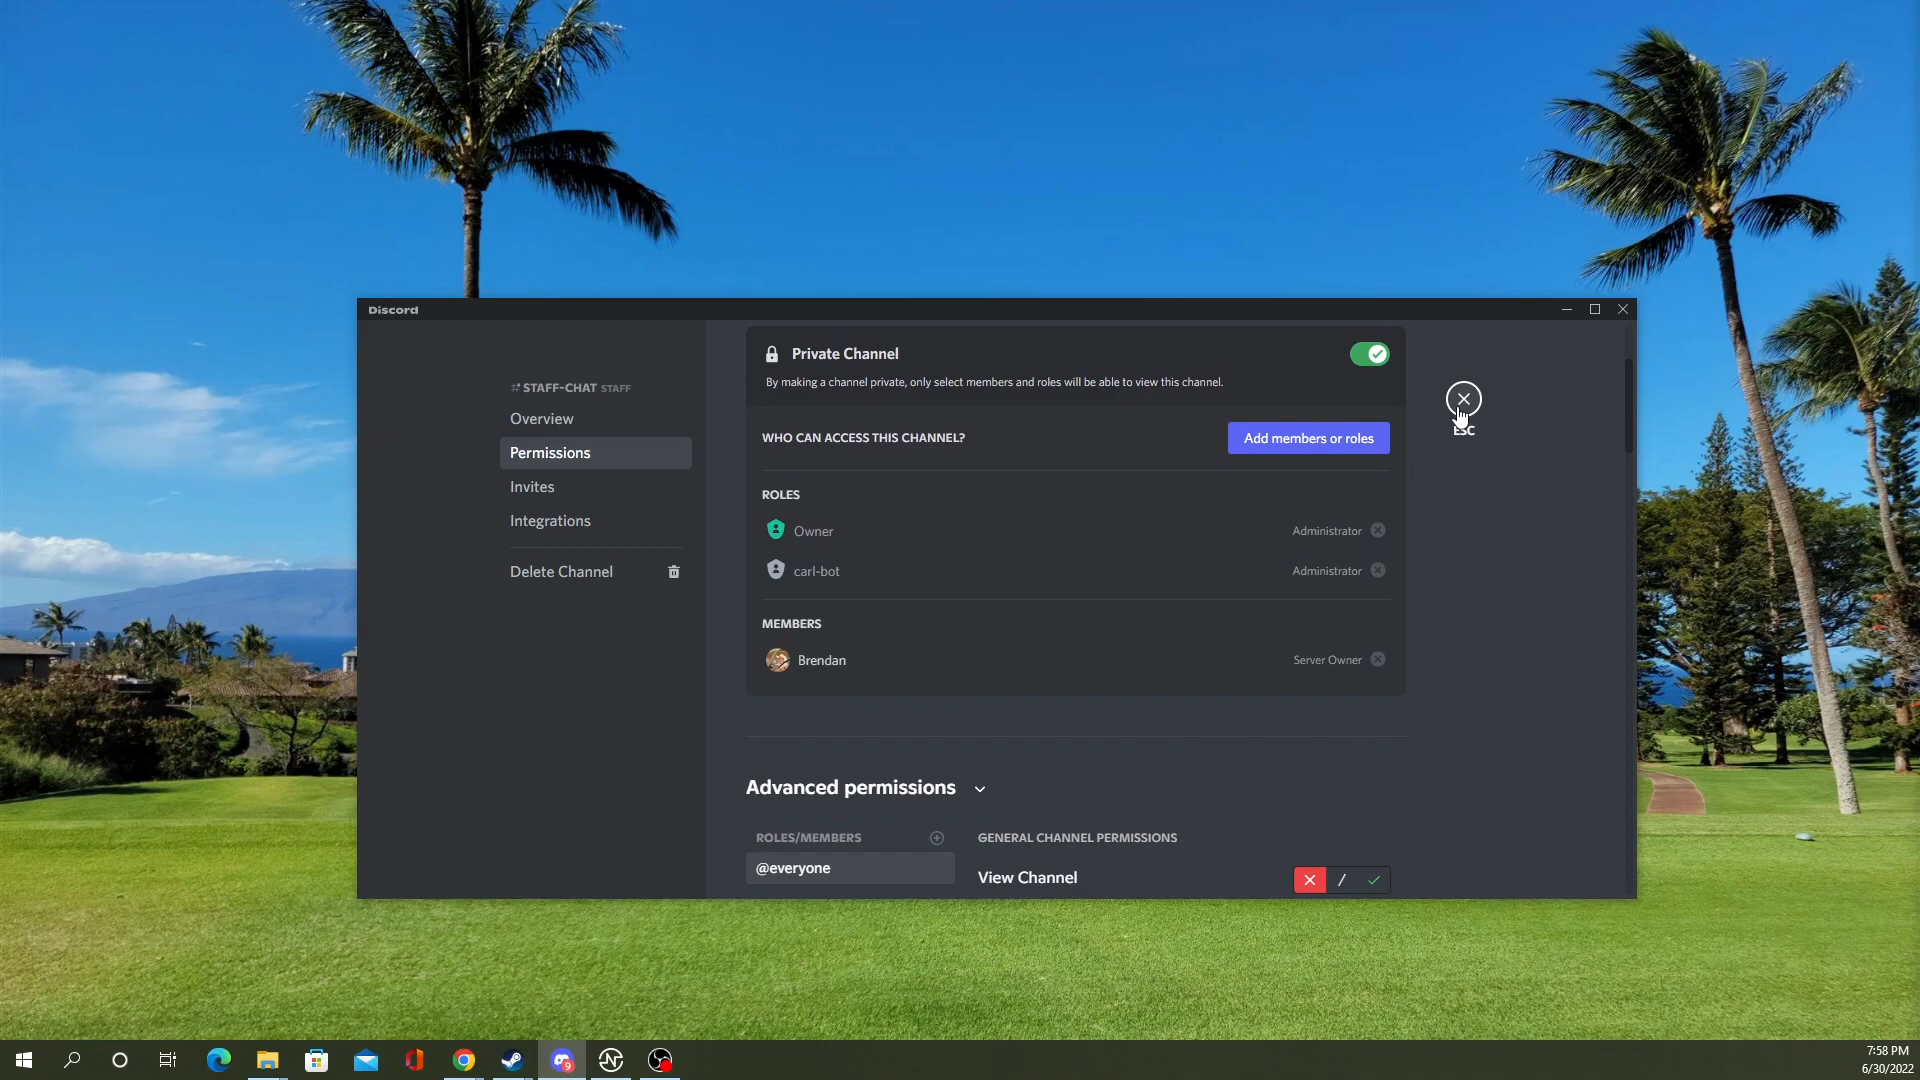 Discord
STAFF-CHAT STAFF
Overview
Permissions
Invites
Integrations
Delete Channel
Private Channel
By making a channel private, only select members and roles will be able to view this channel.
WHO CAN ACCESS THIS CHANNEL?
Add members or roles
ROLES
Owner
Administrator
carl-bot
Administrator
MEMBERS
Brendan
Server Owner
ESC
Advanced permissions
ROLES/MEMBERS
@everyone
GENERAL CHANNEL PERMISSIONS
View Channel
9
7:58 PM
6/30/2022